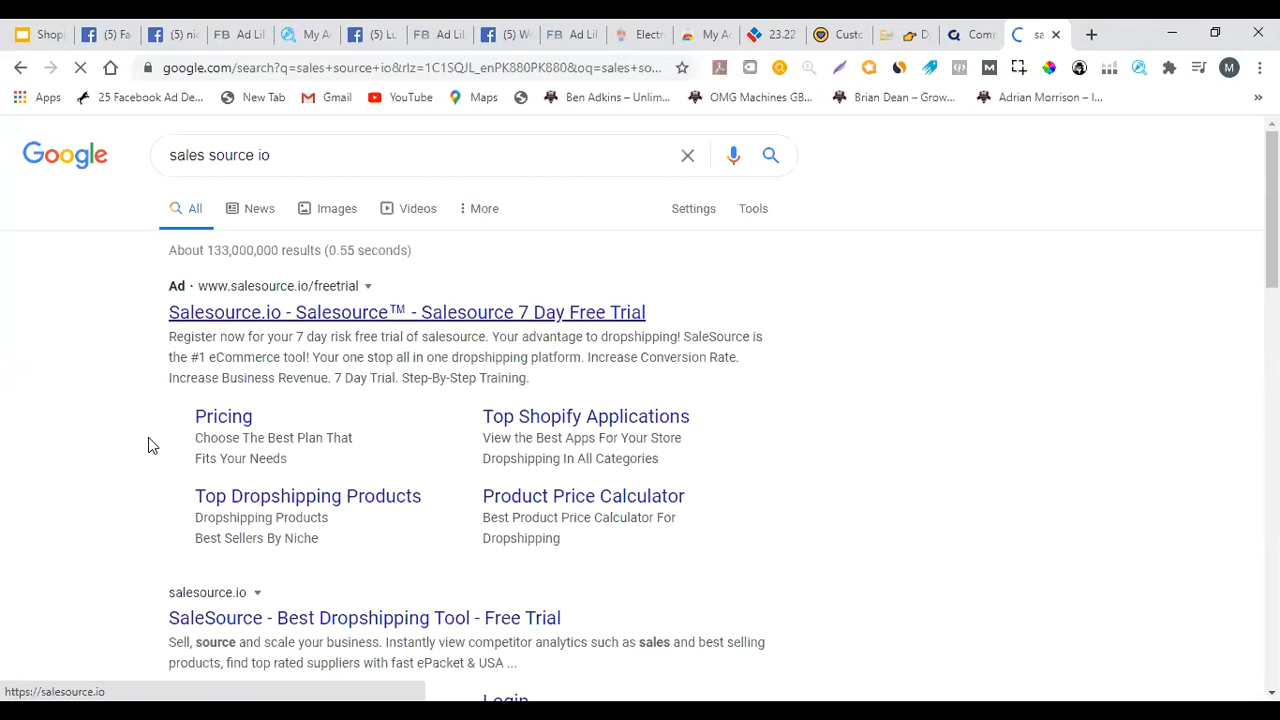 Shop
(5) Fa
(5) nic
Ad Lil
My Ac
(5) Lu
Ad Lil
(5) W
Ad Lil
Electr
My Ac
23.22
Custo
Comm
sa
google.com/search?q=sales+source+io&rlz=1C1SQJL_enPK880PK880&oq=sales+so...
M
Apps
25 Facebook Ad De...
New Tab
Gmail
YouTube
Maps
Ben Adkins – Unlim...
OMG Machines GB...
Brian Dean – Grow...
Adrian Morrison – I...
»
Google
sales source io
All
News
Images
Videos
More
Settings
Tools
About 133,000,000 results (0.55 seconds)
Ad · www.salesource.io/freetrial
Salesource.io - Salesource™ - Salesource 7 Day Free Trial
Register now for your 7 day risk free trial of salesource. Your advantage to dropshipping! SaleSource is
the #1 eCommerce tool! Your one stop all in one dropshipping platform. Increase Conversion Rate.
Increase Business Revenue. 7 Day Trial. Step-By-Step Training.
Pricing
Choose The Best Plan That
Fits Your Needs
Top Shopify Applications
View the Best Apps For Your Store
Dropshipping In All Categories
Top Dropshipping Products
Dropshipping Products
Best Sellers By Niche
Product Price Calculator
Best Product Price Calculator For
Dropshipping
salesource.io
SaleSource - Best Dropshipping Tool - Free Trial
Sell, source and scale your business. Instantly view competitor analytics such as sales and best selling
products, find top rated suppliers with fast ePacket & USA ...
Login
https://salesource.io